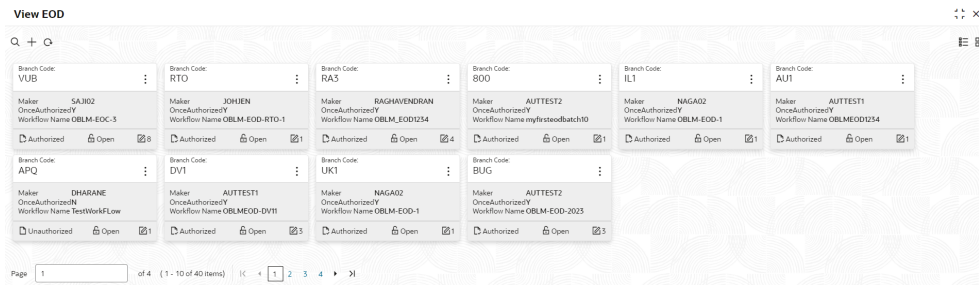 View EOD
Branch Code:
VUB
Maker SAJI02
OnceAuthorizedY
Workflow Name OBLM-EOC-3
Authorized Open 8
Branch Code:
RTO
Maker JOHJEN
OnceAuthorizedY
Workflow Name OBLM-EOD-RTO-1
Authorized Open 1
Branch Code:
RA3
Maker RAGHAVENDRAN
OnceAuthorizedY
Workflow Name OBLM_EOD1234
Authorized Open 4
Branch Code:
800
Maker AUTTEST2
OnceAuthorizedY
Workflow Name myfirsteodbatch10
Authorized Open 1
Branch Code:
IL1
Maker NAGA02
OnceAuthorizedY
Workflow Name OBLM-EOD-1
Authorized Open 1
Branch Code:
AU1
Maker AUTTEST1
OnceAuthorizedY
Workflow Name OBLMEOD1234
Authorized Open 1
Branch Code:
APQ
Maker DHARANE
OnceAuthorizedN
Workflow Name TestWorkFLow
Unauthorized Open 1
Branch Code:
DV1
Maker AUTTEST1
OnceAuthorizedY
Workflow Name OBLMEOD-DV11
Authorized Open 3
Branch Code:
UK1
Maker NAGA02
OnceAuthorizedY
Workflow Name OBLM-EOD-1
Authorized Open 1
Branch Code:
BUG
Maker AUTTEST2
OnceAuthorizedY
Workflow Name OBLM-EOD-2023
Authorized Open 3
Page 1 of 4 (1 - 10 of 40 items) 1 2 3 4